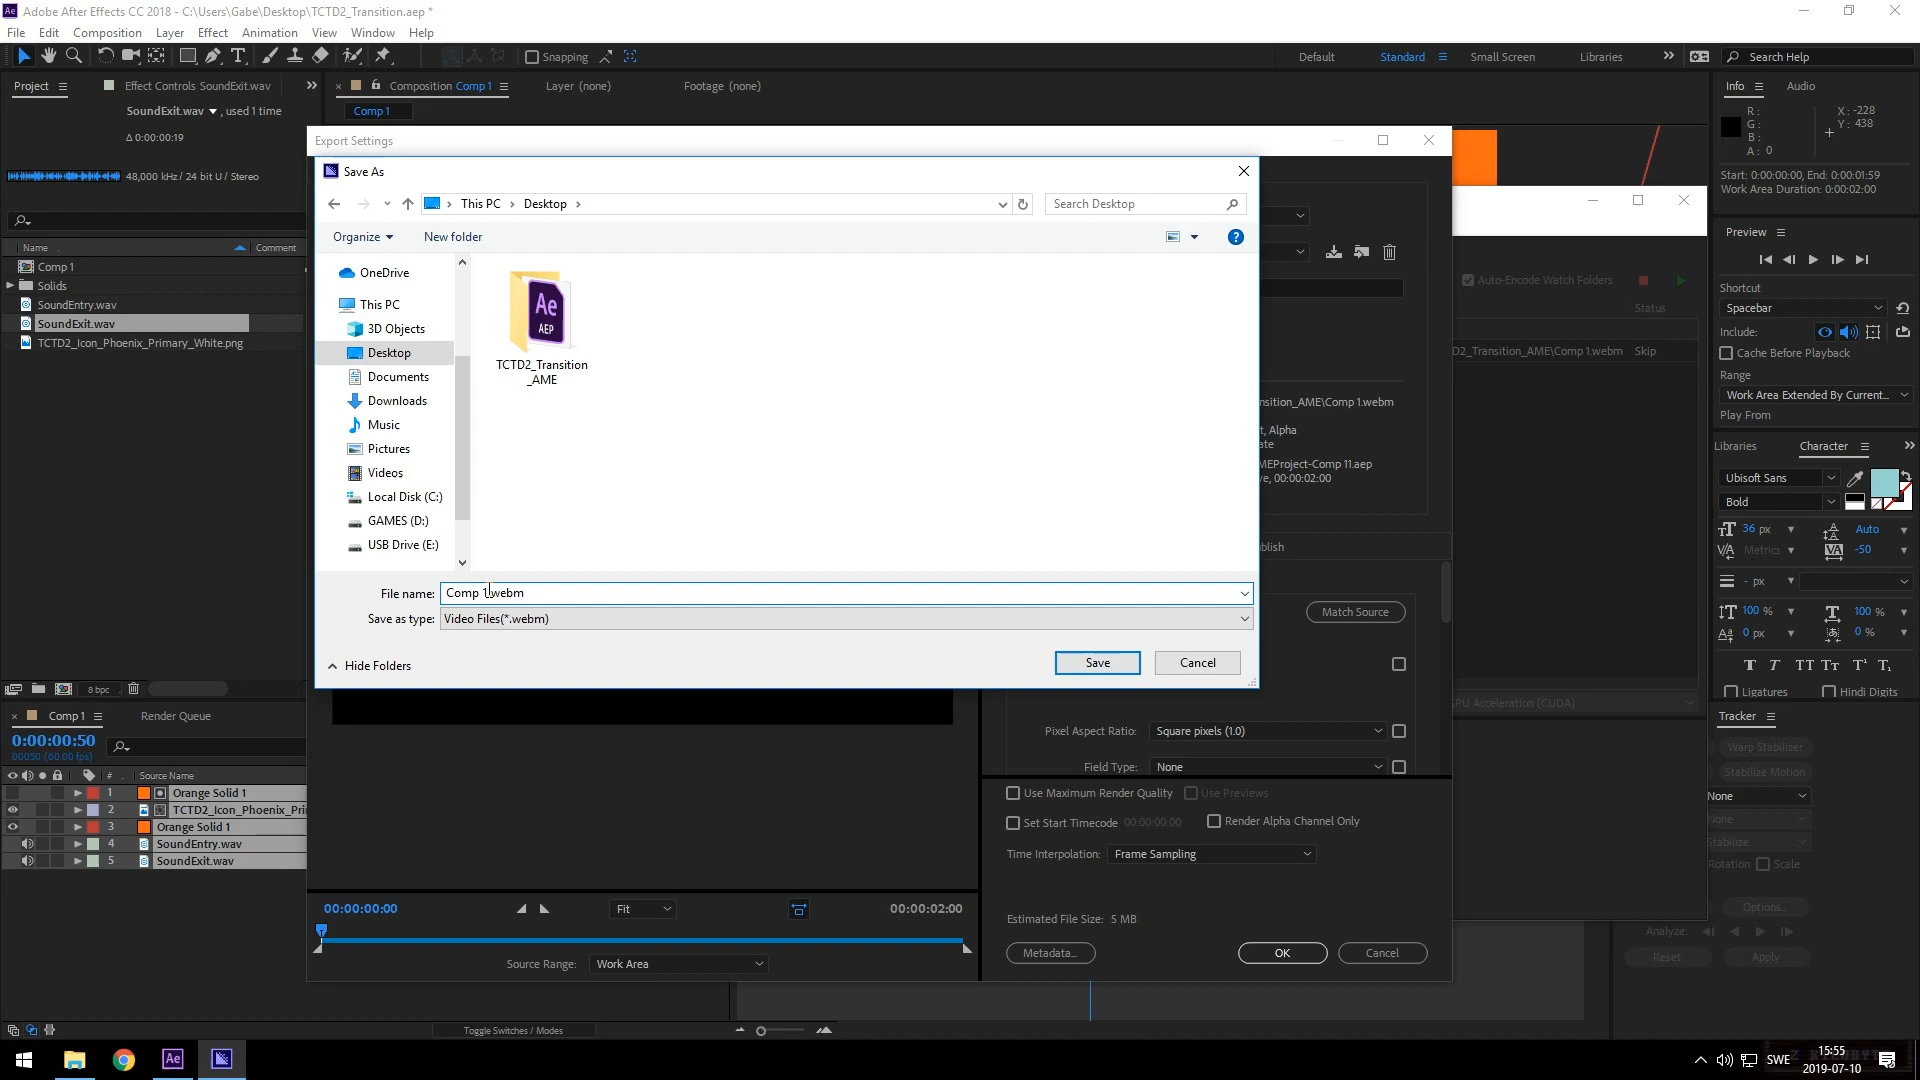 Adobe After Effects CC 2018 - C:\Users\Gabe\Desktop\TCTD2_Transition.aep *
File Edit Composition Layer Effect Animation View Window Help
Snapping
Default Standard Small Screen Libraries
Search Help
Project
Effect Controls SoundExit.wav
Composition Comp 1
Layer (none)
Footage (none)
Info Audio
SoundExit.wav , used 1 time
Δ 0:00:00:19
Comp 1
R:
G:
B:
A: 0
X: -228
Y: 438
48,000 kHz / 24 bit U / Stereo
Start: 0:00:00:00, End: 0:00:01:59
Work Area Duration: 0:00:02:00
Export Settings
Save As
This PC
Desktop
Search Desktop
Organize
New folder
OneDrive
This PC
3D Objects
Desktop
Documents
Downloads
Music
Pictures
Videos
Local Disk (C:)
GAMES (D:)
USB Drive (E:)
Ae
AEP
TCTD2_Transition
_AME
File name: Comp 1.webm
Save as type: Video Files(*.webm)
Hide Folders
Save
Cancel
Name
Comment
Comp 1
Solids
SoundEntry.wav
SoundExit.wav
TCTD2_Icon_Phoenix_Primary_White.png
8 bpc
nsition_AME\Comp 1.webm
t, Alpha
ate
MEProject-Comp 11.aep
ve, 00:00:02:00
blish
Match Source
Pixel Aspect Ratio: Square pixels (1.0)
Field Type: None
Use Maximum Render Quality
Use Previews
Set Start Timecode 00:00:00:00
Render Alpha Channel Only
Time Interpolation: Frame Sampling
Estimated File Size: 5 MB
Metadata...
OK
Cancel
00:00:00:00
Fit
00:00:02:00
Source Range: Work Area
Auto-Encode Watch Folders
Status
D2_Transition_AME\Comp 1.webm Skip
PU Acceleration (CUDA)
Preview
Shortcut
Spacebar
Include:
Cache Before Playback
Range
Work Area Extended By Current...
Play From
Libraries
Character
Ubisoft Sans
Bold
36 px
Auto
Metrics
-50
- px
100 %
100 %
0 px
0 %
Ligatures
Hindi Digits
Tracker
Warp Stabilizer
Stabilize Motion
None
None
Stabilize
Rotation
Scale
Options...
Analyze:
Reset
Apply
Comp 1
Render Queue
0:00:00:50
00050 (60.00 fps)
# Source Name
1 Orange Solid 1
2 TCTD2_Icon_Phoenix_Pri
3 Orange Solid 1
4 SoundEntry.wav
5 SoundExit.wav
Toggle Switches / Modes
SWE
15:55
2019-07-10